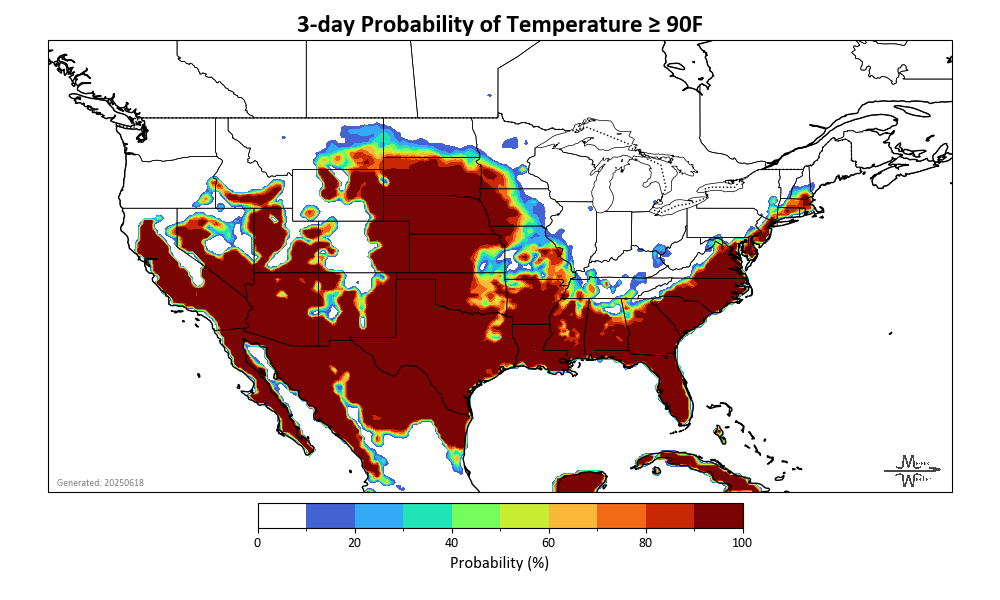 3-day Probability of Temperature ≥ 90F
Generated: 20250618
0 20 40 60 80 100
Probability (%)